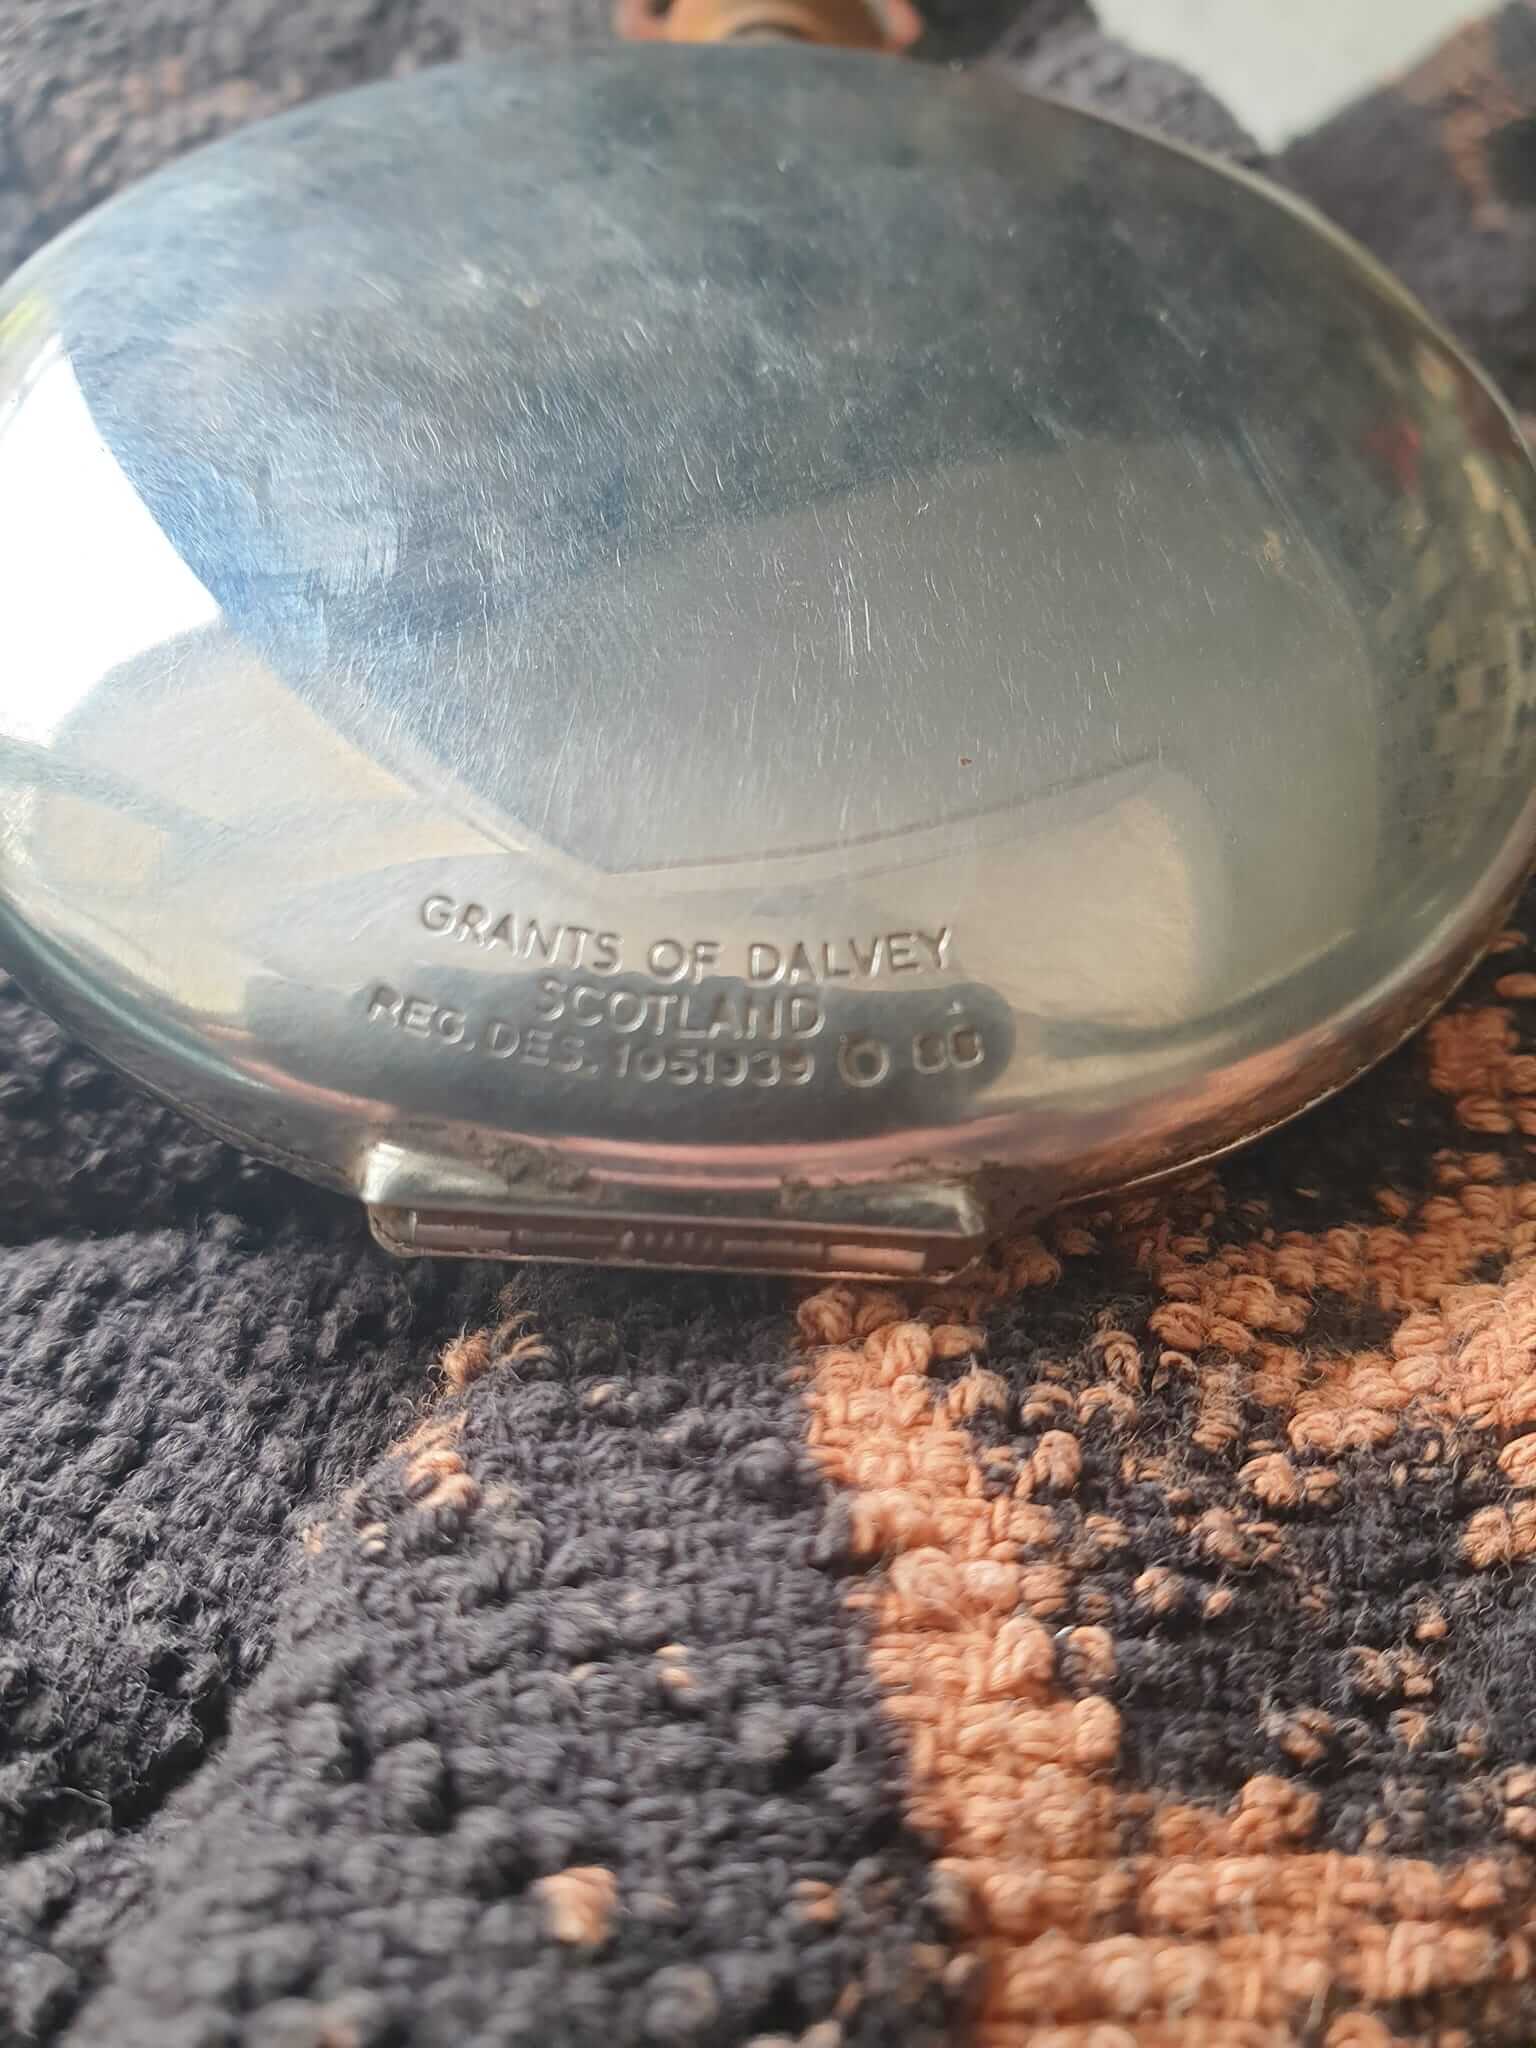 GRANTS OF DALVEY
SCOTLAND
REG. DES. 1051939 © 88